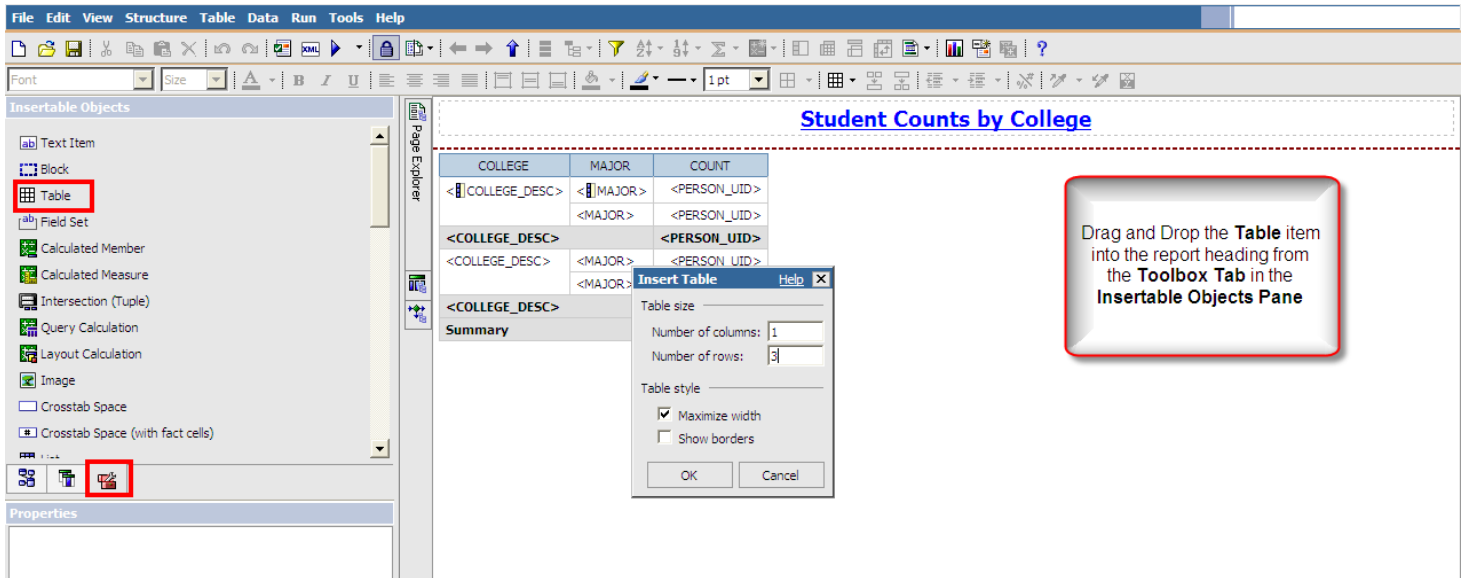 File Edit View Structure Table Data Run Tools Help
Font Size A B I U 1 pt
Insertable Objects
ab Text Item
Block
Table
ab Field Set
Calculated Member
Calculated Measure
Intersection (Tuple)
Query Calculation
Layout Calculation
Image
Crosstab Space
Crosstab Space (with fact cells)
Properties
Page Explorer
Student Counts by College
COLLEGE MAJOR COUNT
<COLLEGE_DESC> <MAJOR> <PERSON_UID>
<MAJOR> <PERSON_UID>
<COLLEGE_DESC> <PERSON_UID>
<COLLEGE_DESC> <MAJOR> <PERSON_UID>
<MAJOR>
<COLLEGE_DESC>
Summary
Insert Table Help X
Table size
Number of columns: 1
Number of rows: 3
Table style
Maximize width
Show borders
OK Cancel
Drag and Drop the Table item
into the report heading from
the Toolbox Tab in the
Insertable Objects Pane